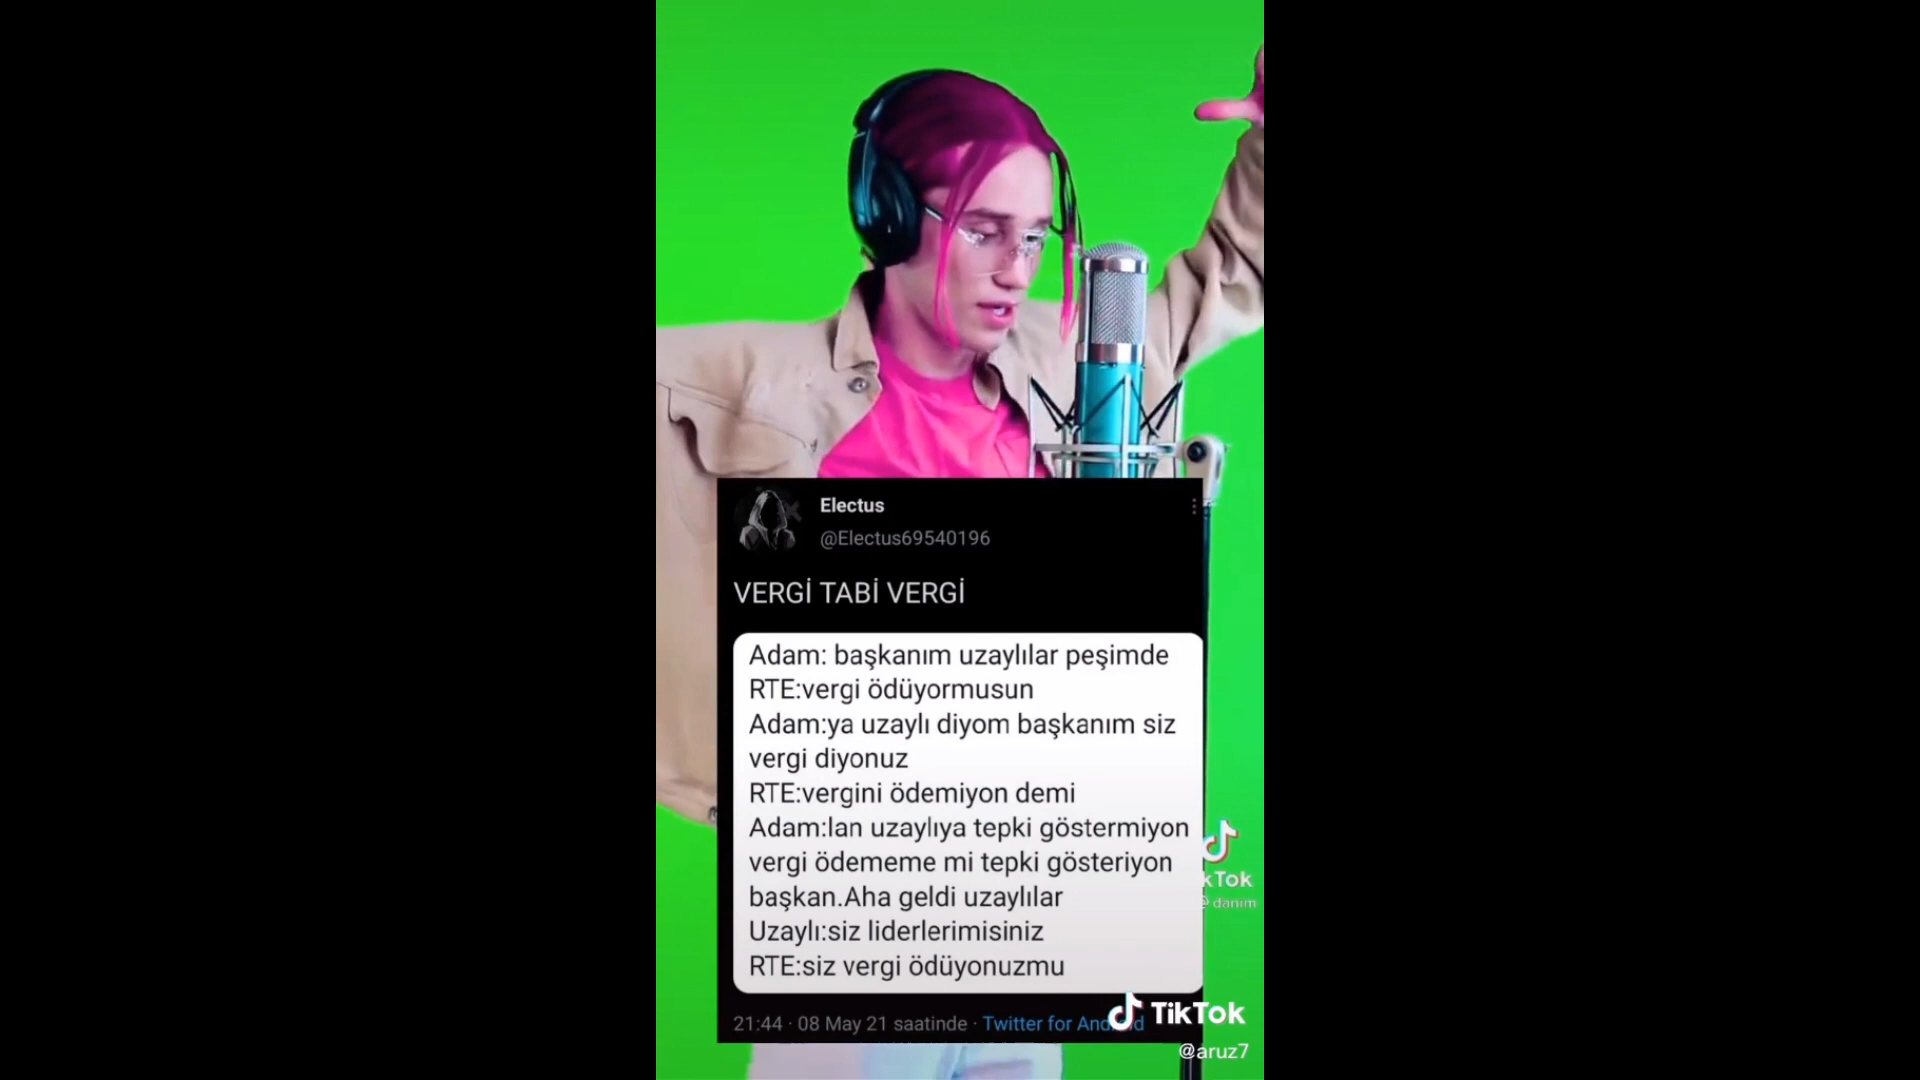 Electus
@Electus69540196
VERGİ TABİ VERGİ
Adam: başkanım uzaylılar peşimde
RTE:vergi ödüyormusun
Adam:ya uzaylı diyom başkanım siz
vergi diyonuz
RTE:vergini ödemiyon demi
Adam:lan uzaylıya tepki göstermiyon
vergi ödememe mi tepki gösteriyon
başkan.Aha geldi uzaylılar
Uzaylı:siz liderlerimisiniz
RTE:siz vergi ödüyonuzmu
kTok
@danim
21:44 · 08 May 21 saatinde · Twitter for
TikTok
@aruz7